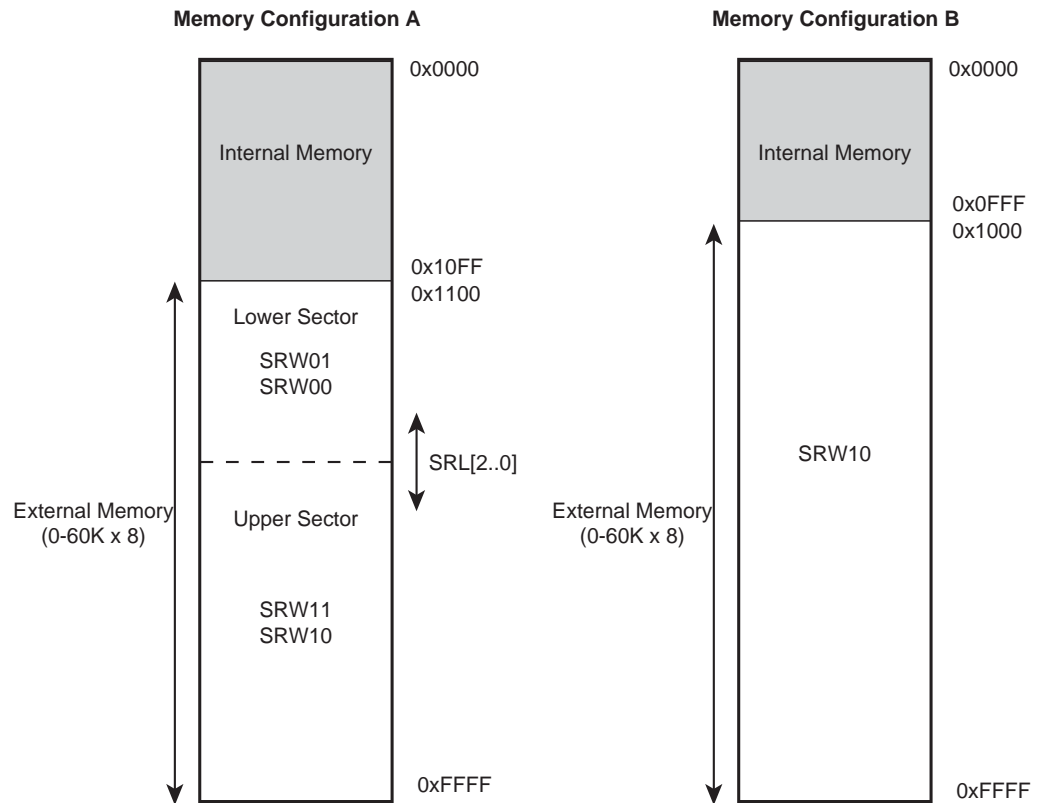 Memory Configuration A
0x0000
Internal Memory
0x10FF
0x1100
Lower Sector
SRW01
SRW00
SRL[2..0]
External Memory
(0-60K x 8)
Upper Sector
SRW11
SRW10
0xFFFF
Memory Configuration B
0x0000
Internal Memory
0x0FFF
0x1000
SRW10
External Memory
(0-60K x 8)
0xFFFF